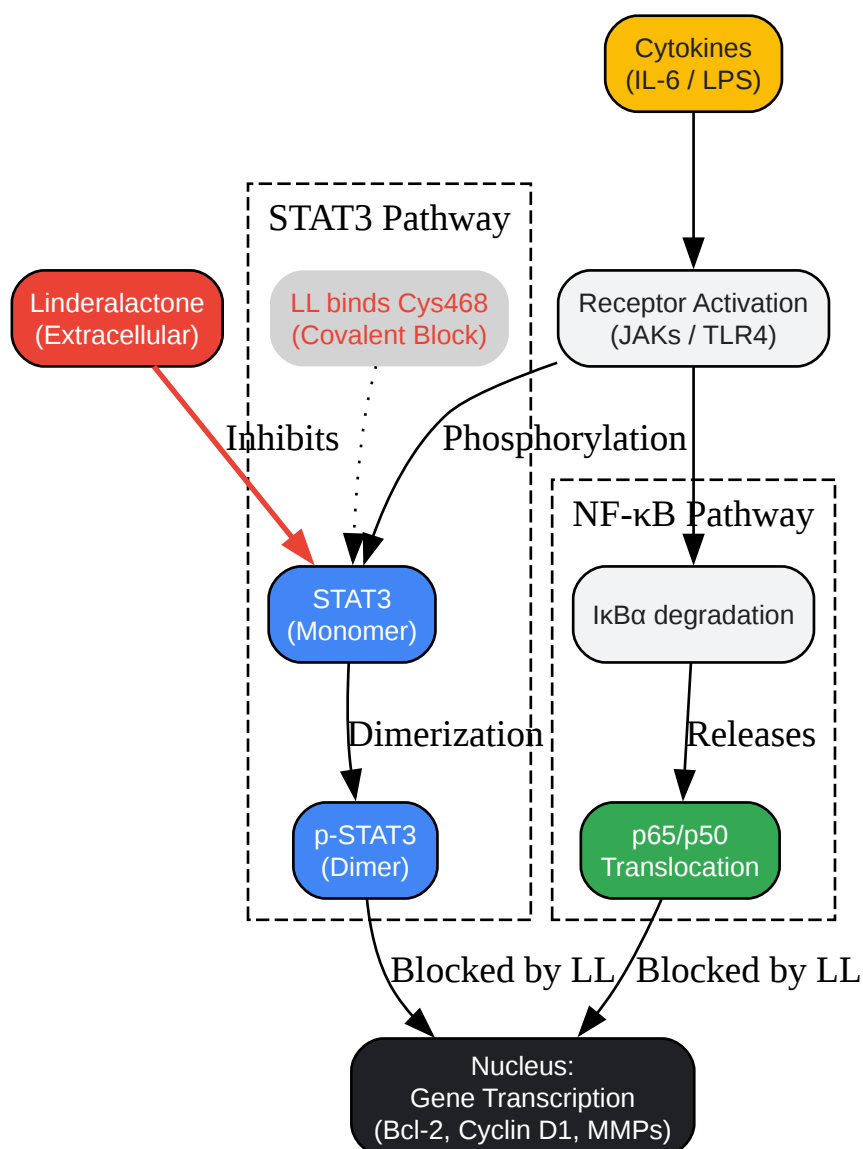 Cytokines
(IL-6 / LPS)
STAT3 Pathway
Linderalactone
(Extracellular)
LL binds Cys468
(Covalent Block)
Receptor Activation
(JAKs / TLR4)
Inhibits
Phosphorylation
NF-κB Pathway
STAT3
(Monomer)
IκBα degradation
Dimerization
Releases
p-STAT3
(Dimer)
p65/p50
Translocation
Blocked by LL
Blocked by LL
Nucleus:
Gene Transcription
(Bcl-2, Cyclin D1, MMPs)